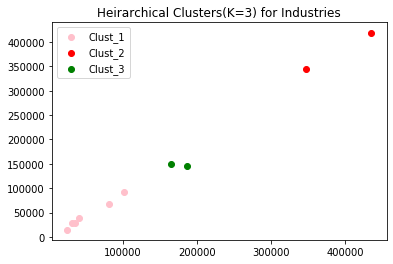 Heirarchical Clusters(K=3) for Industries
Clust_1
Clust_2
Clust_3
400000
350000
300000
250000
200000
150000
100000
50000
0
100000 200000 300000 400000